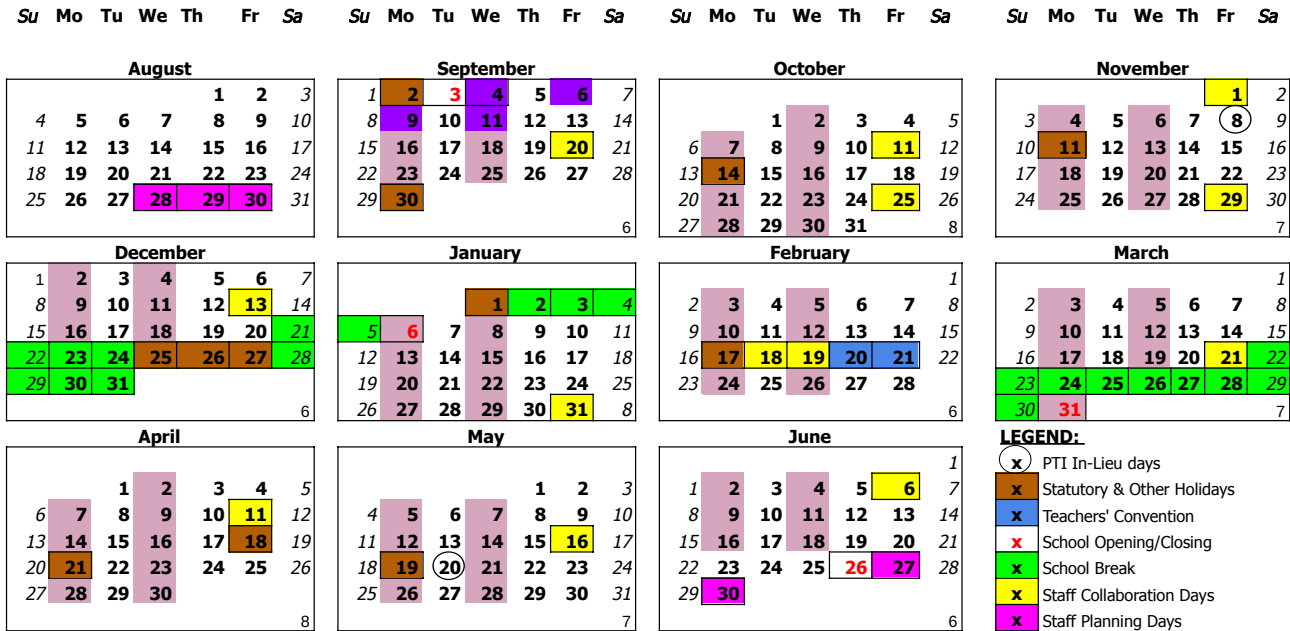 Su Mo Tu We Th Fr Sa
Su Mo Tu We Th Fr Sa
Su Mo Tu We Th Fr Sa
Su Mo Tu We Th Fr Sa
August
1 2 3
4 5 6 7 8 9 10
11 12 13 14 15 16 17
18 19 20 21 22 23 24
25 26 27 28 29 30 31
September
1 2 3 4 5 6 7
8 9 10 11 12 13 14
15 16 17 18 19 20 21
22 23 24 25 26 27 28
29 30
6
October
1 2 3 4 5
6 7 8 9 10 11 12
13 14 15 16 17 18 19
20 21 22 23 24 25 26
27 28 29 30 31 8
November
1 2
3 4 5 6 7 8 9
10 11 12 13 14 15 16
17 18 19 20 21 22 23
24 25 26 27 28 29 30
7
December
1 2 3 4 5 6 7
8 9 10 11 12 13 14
15 16 17 18 19 20 21
22 23 24 25 26 27 28
29 30 31
6
January
1 2 3 4
5 6 7 8 9 10 11
12 13 14 15 16 17 18
19 20 21 22 23 24 25
26 27 28 29 30 31 8
February
1
2 3 4 5 6 7 8
9 10 11 12 13 14 15
16 17 18 19 20 21 22
23 24 25 26 27 28
6
March
1
2 3 4 5 6 7 8
9 10 11 12 13 14 15
16 17 18 19 20 21 22
23 24 25 26 27 28 29
30 31 7
April
1 2 3 4 5
6 7 8 9 10 11 12
13 14 15 16 17 18 19
20 21 22 23 24 25 26
27 28 29 30
8
May
1 2 3
4 5 6 7 8 9 10
11 12 13 14 15 16 17
18 19 20 21 22 23 24
25 26 27 28 29 30 31
7
June
1
1 2 3 4 5 6 7
8 9 10 11 12 13 14
15 16 17 18 19 20 21
22 23 24 25 26 27 28
29 30
6
LEGEND:
x PTI In-Lieu days
x Statutory & Other Holidays
x Teachers' Convention
x School Opening/Closing
x School Break
x Staff Collaboration Days
x Staff Planning Days